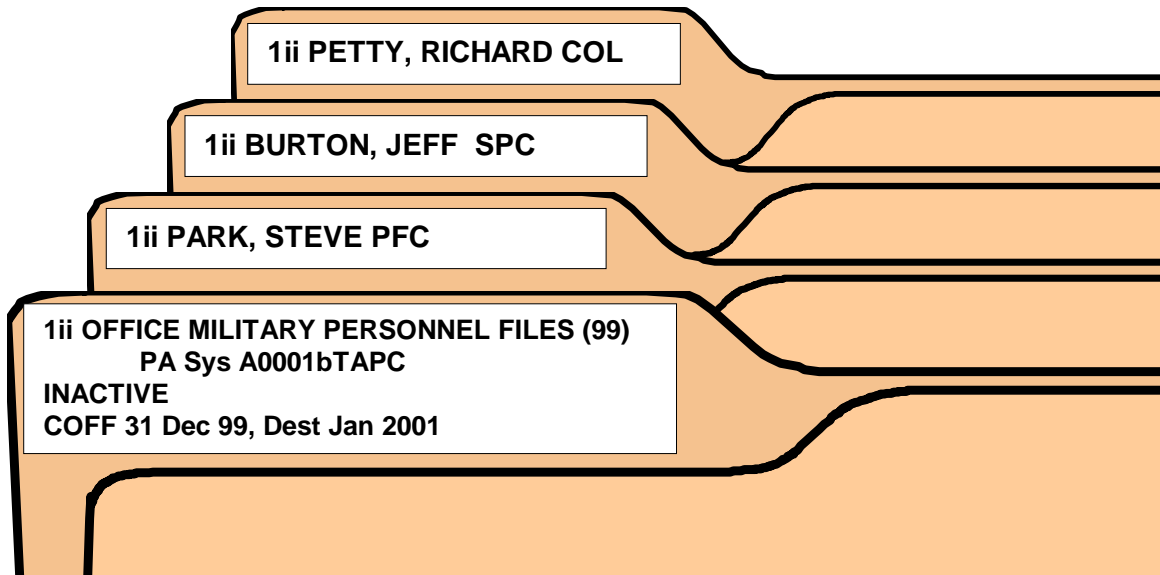 1ii PETTY, RICHARD COL
1ii BURTON, JEFF  SPC
1ii PARK, STEVE PFC
1ii OFFICE MILITARY PERSONNEL FILES (99)
PA Sys A0001bTAPC
INACTIVE
COFF 31 Dec 99, Dest Jan 2001